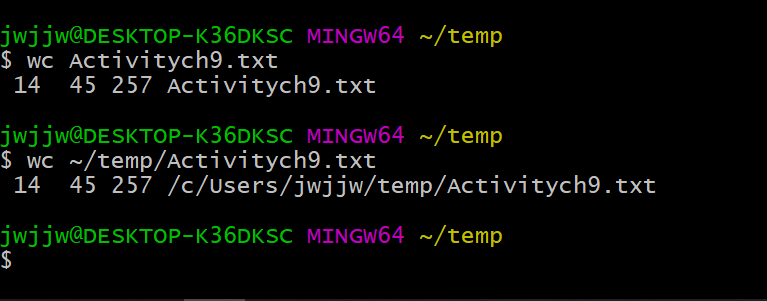 jwjjw@DESKTOP-K36DKSC MINGW64 ~/temp
$ wc Activitych9.txt
 14  45 257 Activitych9.txt
jwjjw@DESKTOP-K36DKSC MINGW64 ~/temp
$ wc ~/temp/Activitych9.txt
 14  45 257 /c/Users/jwjjw/temp/Activitych9.txt
jwjjw@DESKTOP-K36DKSC MINGW64 ~/temp
$